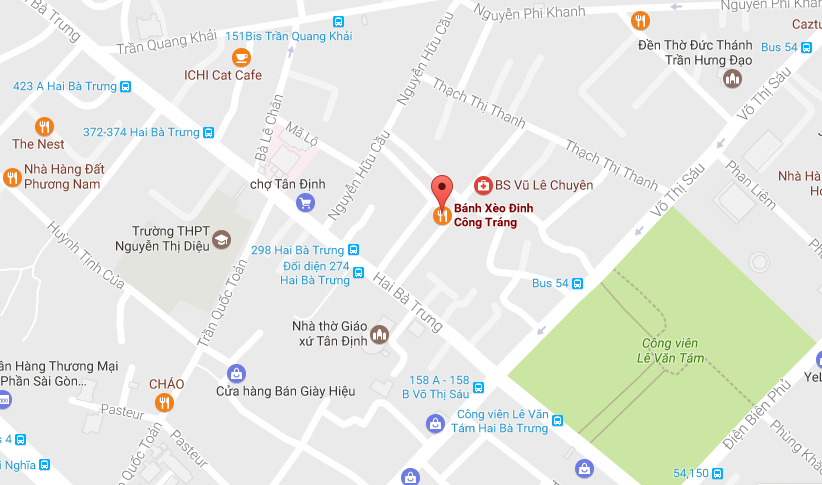 Bà Trưng
Trần Quang Khải
151Bis Trần Quang Khải
Nguyễn Phi Khanh
Nguyễn Phi Khanh
Đền Thờ Đức Thánh
Trần Hưng Đạo
Bus 54
ICHI Cat Cafe
423 A Hai Bà Trưng
Nguyễn Hữu Cầu
Thạch Thị Thanh
Võ Thị Sáu
Bà Lê Chân
Mã Lộ
372-374 Hai Bà Trưng
The Nest
Nhà Hàng Đất
Phương Nam
chợ Tân Định
Nguyễn Hữu Cầu
Thạch Thị Thanh
BS Vũ Lê Chuyên
Phan Liêm
Võ Thị Sáu
Nhà Hà
Bánh Xèo Đinh
Công Tráng
Trường THPT
Nguyễn Thị Diệu
Huỳnh Tịnh Của
298 Hai Bà Trưng
Đối diện 274
Hai Bà Trưng
Trần Quốc Toản
Hai Bà Trưng
Bus 54
Nhà thờ Giáo
xứ Tân Định
Công viên
Lê Văn Tám
ân Hàng Thương Mại
Phần Sài Gòn...
CHÁO
Cửa hàng Bán Giày Hiệu
158 A - 158
B Võ Thị Sáu
YeL
Pasteur
Công viên Lê Văn
Tám Hai Bà Trưng
Điện Biên Phủ
Phùng Khắc
Trần Quốc Toản
Pasteur
s 4
i Nghĩa
54,150